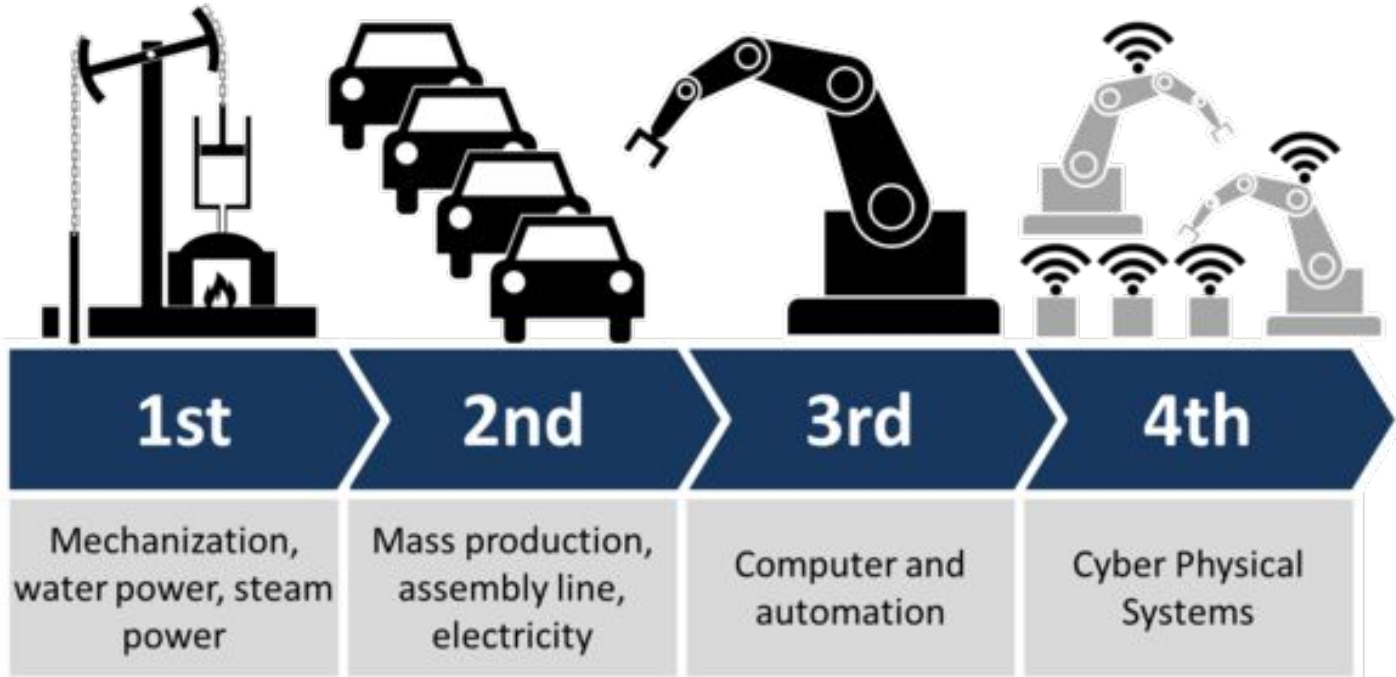 1st
2nd
3rd
4th
Mechanization,
water power, steam
power
Mass production,
assembly line,
electricity
Computer and
automation
Cyber Physical
Systems